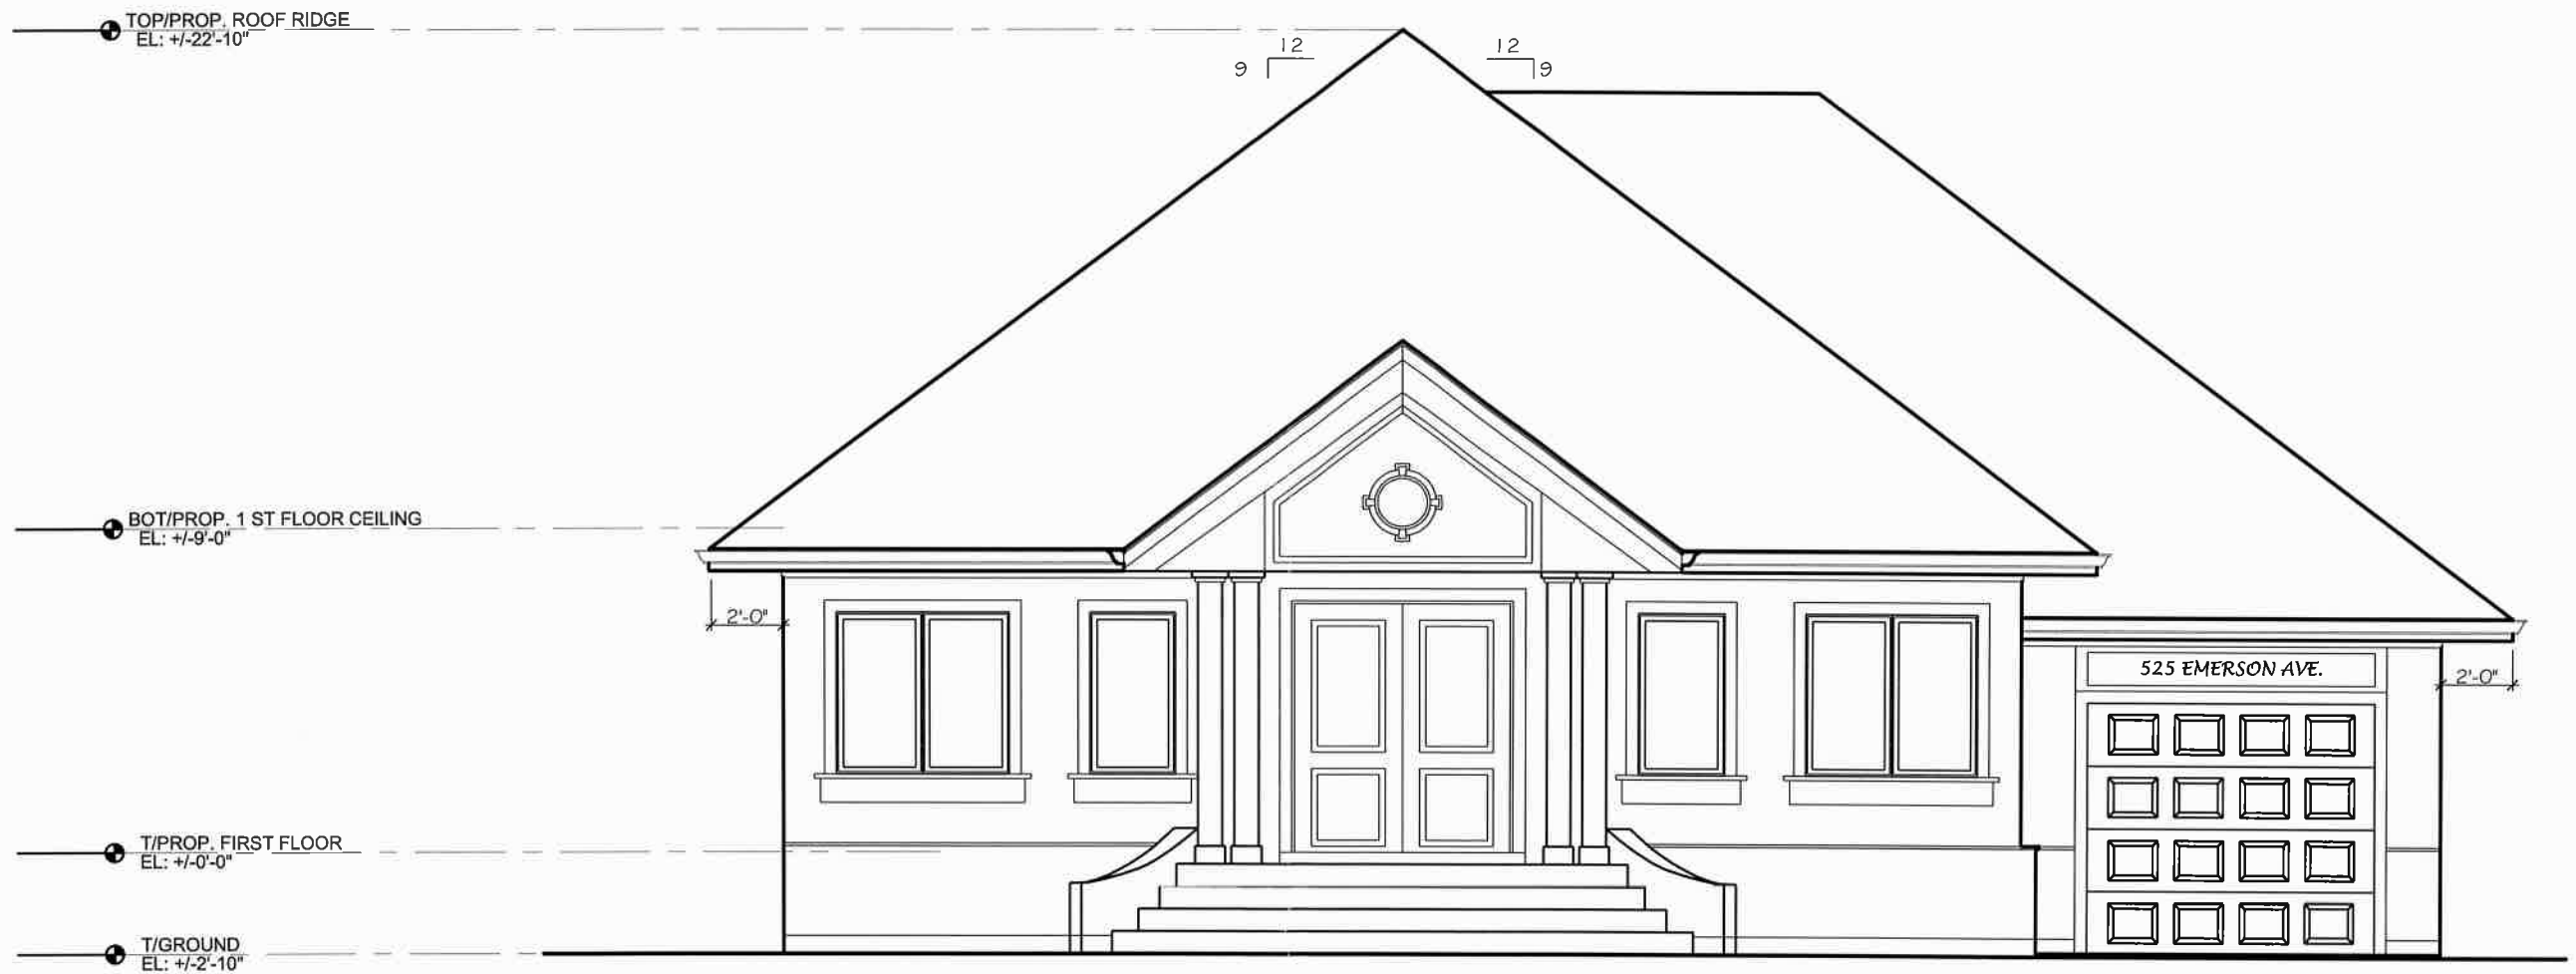 TOP/PROP. ROOF RIDGE
EL: +/-22'-10"
12
9
12
9
BOT/PROP. 1 ST FLOOR CEILING
EL: +/-9'-0"
2'-0"
525 EMERSON AVE.
2'-0"
T/PROP. FIRST FLOOR
EL: +/-0'-0"
T/GROUND
EL: +/-2'-10"